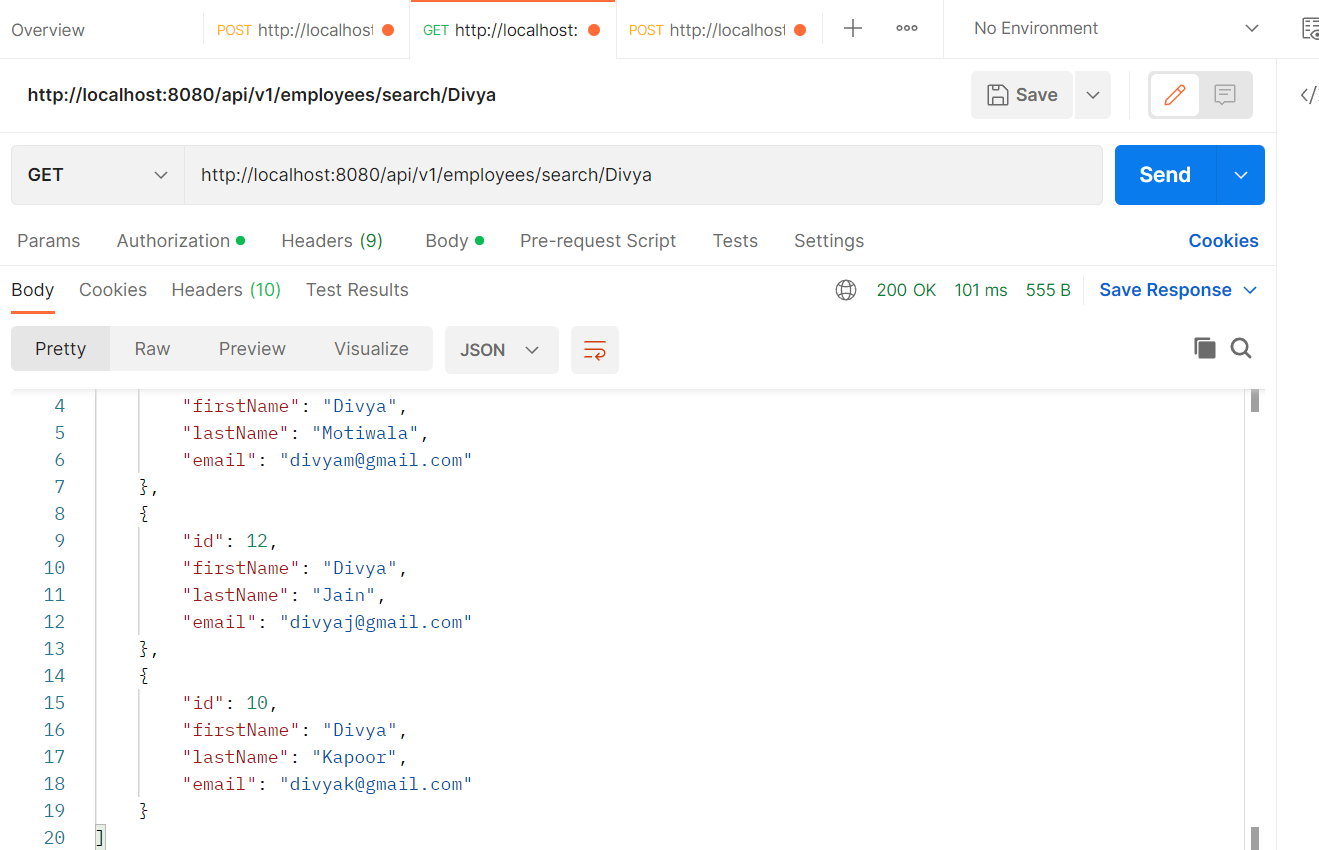 Overview POST http://localhost GET http://localhost: POST http://localhost No Environment
http://localhost:8080/api/v1/employees/search/Divya Save
GET http://localhost:8080/api/v1/employees/search/Divya Send
Params Authorization Headers (9) Body Pre-request Script Tests Settings Cookies
Body Cookies Headers (10) Test Results 200 OK 101 ms 555 B Save Response
Pretty Raw Preview Visualize JSON
4 "firstName": "Divya",
5 "lastName": "Motiwala",
6 "email": "divyam@gmail.com"
7 },
8 {
9 "id": 12,
10 "firstName": "Divya",
11 "lastName": "Jain",
12 "email": "divyaj@gmail.com"
13 },
14 {
15 "id": 10,
16 "firstName": "Divya",
17 "lastName": "Kapoor",
18 "email": "divyak@gmail.com"
19 }
20 ]